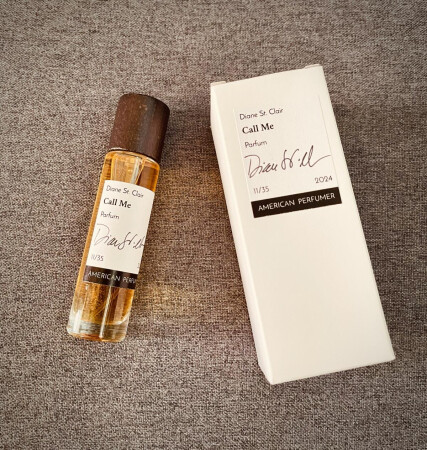 Diane St. Clair
Call Me
Parfum
11/35
AMERICAN PERFUMER
Diane St. Clair
Call Me
Parfum
11/35 2024
AMERICAN PERFUMER